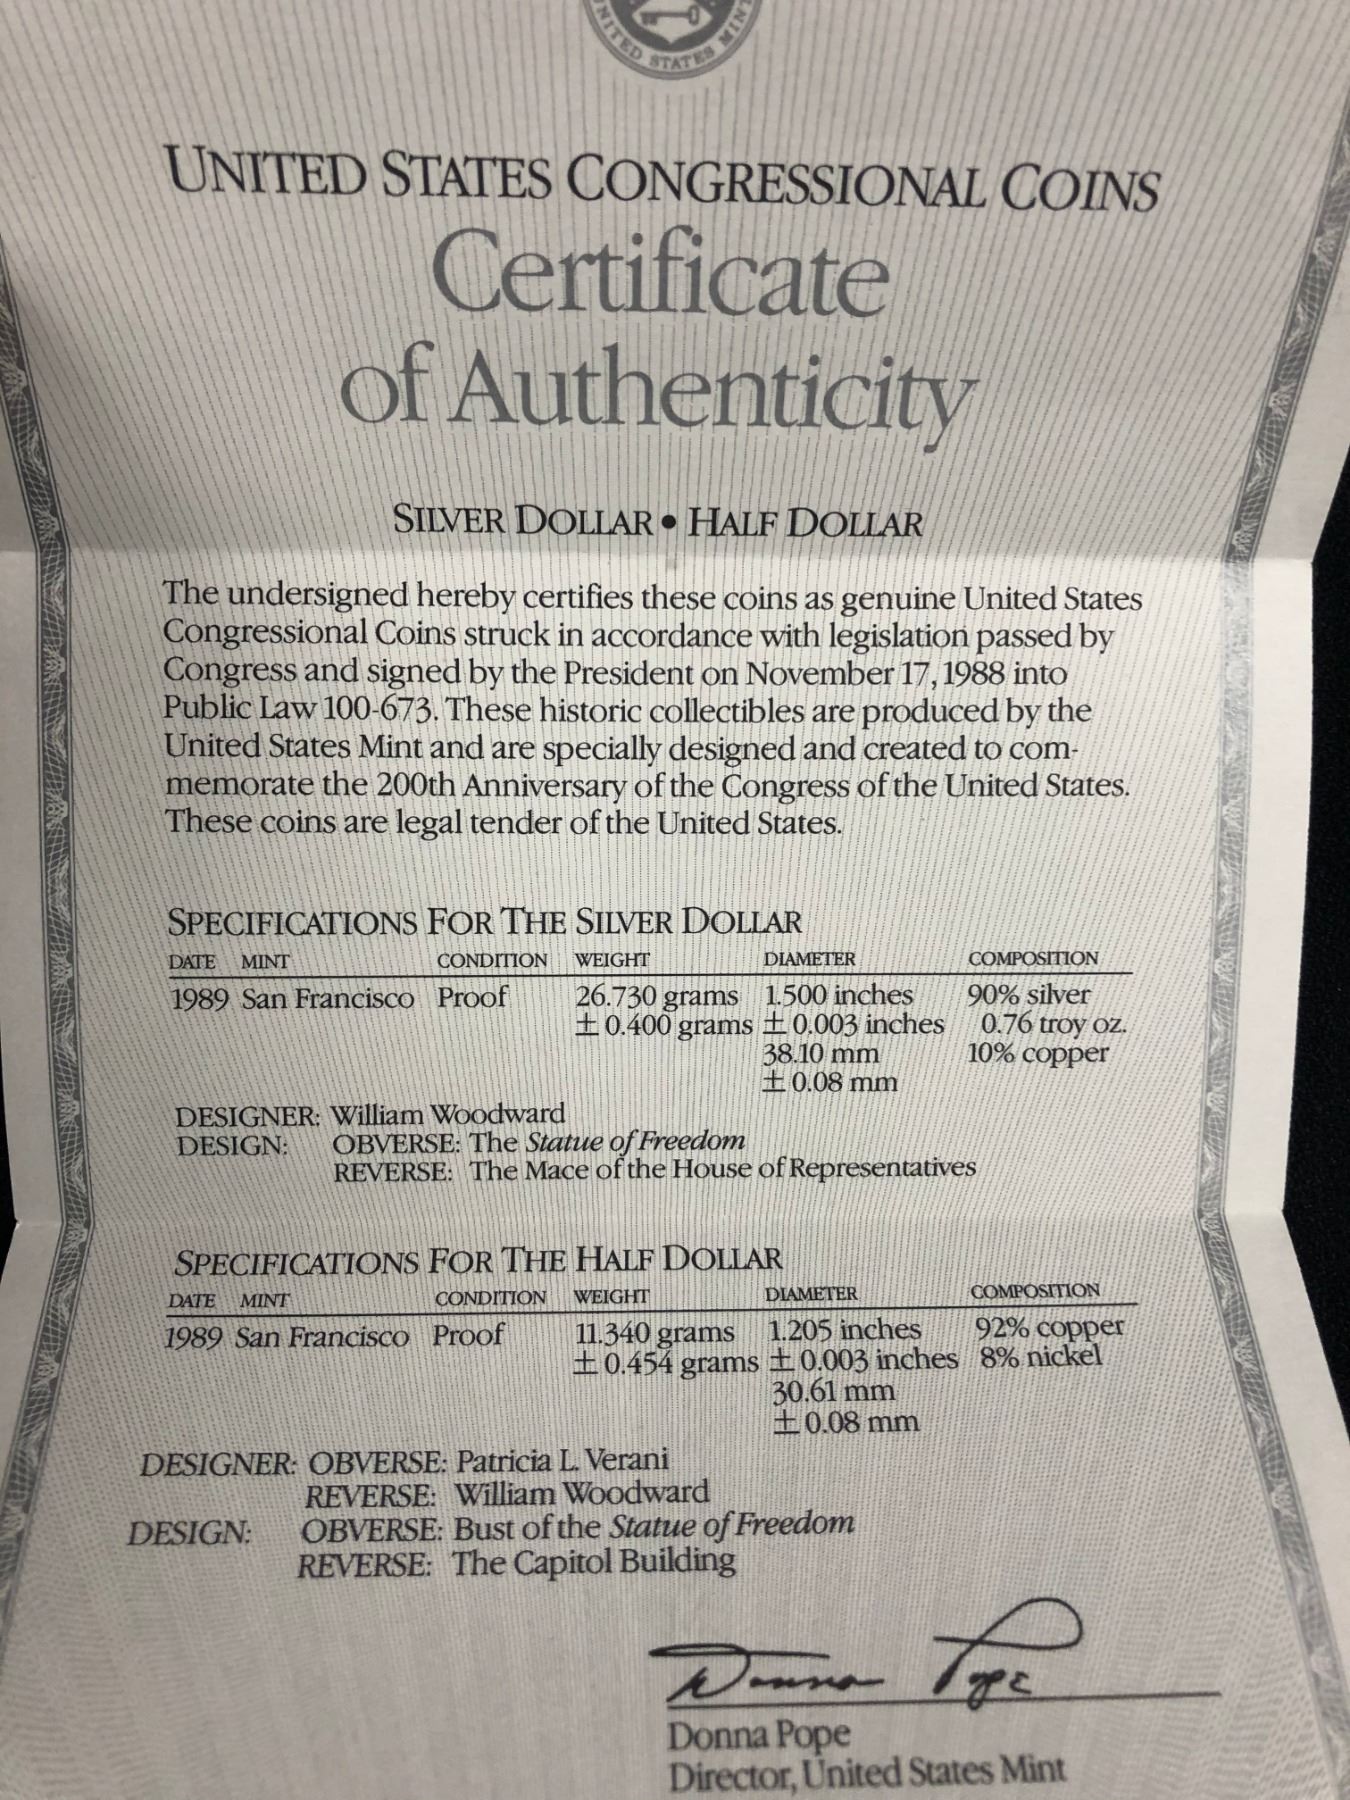 UNITED STATES MINT
UNITED STATES CONGRESSIONAL COINS
Certificate
of Authenticity
SILVER DOLLAR • HALF DOLLAR
The undersigned hereby certifies these coins as genuine United States
Congressional Coins struck in accordance with legislation passed by
Congress and signed by the President on November 17, 1988 into
Public Law 100-673. These historic collectibles are produced by the
United States Mint and are specially designed and created to com-
memorate the 200th Anniversary of the Congress of the United States.
These coins are legal tender of the United States.
SPECIFICATIONS FOR THE SILVER DOLLAR
DATE MINT CONDITION WEIGHT DIAMETER COMPOSITION
1989 San Francisco Proof 26.730 grams 1.500 inches 90% silver
± 0.400 grams ± 0.003 inches 0.76 troy oz.
38.10 mm 10% copper
± 0.08 mm
DESIGNER: William Woodward
DESIGN: OBVERSE: The Statue of Freedom
REVERSE: The Mace of the House of Representatives
SPECIFICATIONS FOR THE HALF DOLLAR
DATE MINT CONDITION WEIGHT DIAMETER COMPOSITION
1989 San Francisco Proof 11.340 grams 1.205 inches 92% copper
± 0.454 grams ± 0.003 inches 8% nickel
30.61 mm
± 0.08 mm
DESIGNER: OBVERSE: Patricia L. Verani
REVERSE: William Woodward
DESIGN: OBVERSE: Bust of the Statue of Freedom
REVERSE: The Capitol Building
Donna Pope
Donna Pope
Director, United States Mint